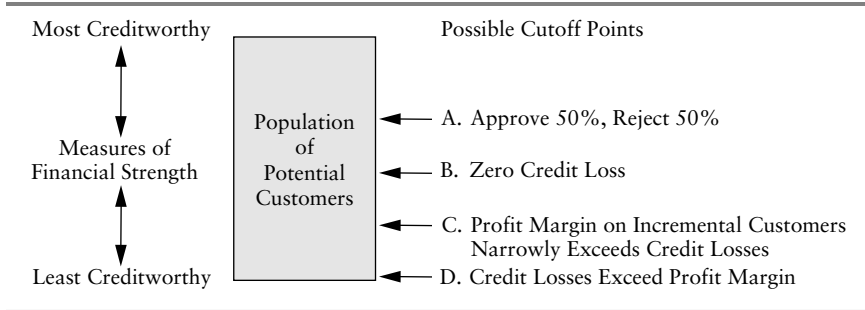 Most Creditworthy
Possible Cutoff Points
A. Approve 50%, Reject 50%
Population
of
Potential
Customers
Measures of
Financial Strength
B. Zero Credit Loss
C. Profit Margin on Incremental Customers
Narrowly Exceeds Credit Losses
Least Creditworthy
D. Credit Losses Exceed Profit Margin